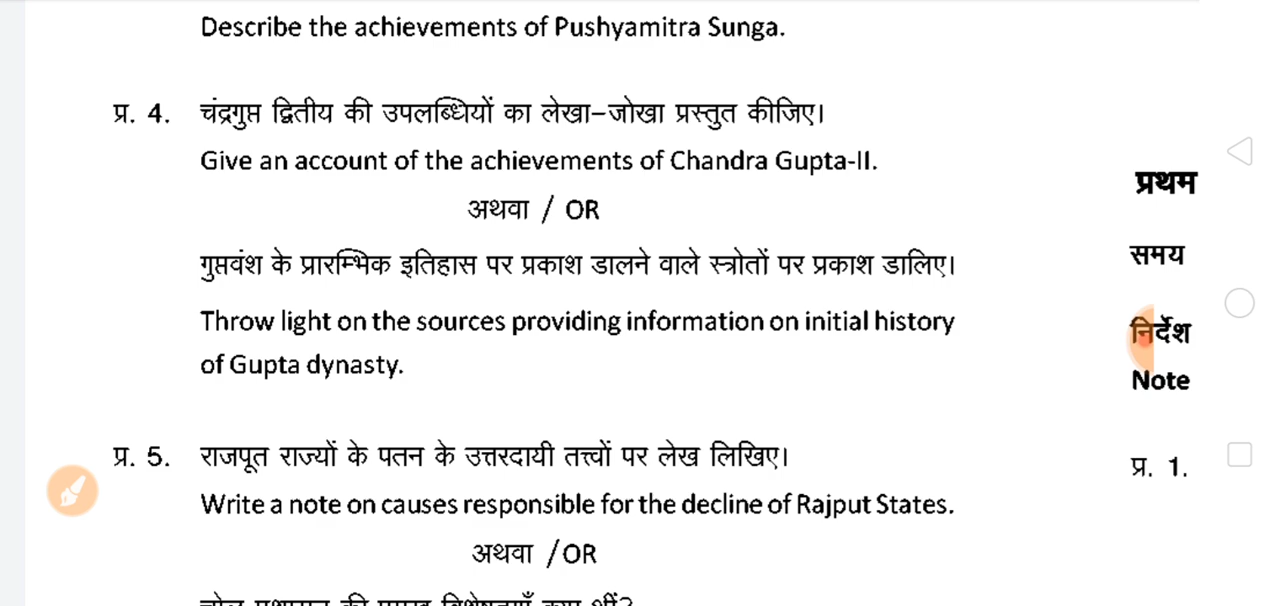 Describe the achievements of Pushyamitra Sunga.
प्र. 4. चंद्रगुप्त द्वितीय की उपलब्धियों का लेखा-जोखा प्रस्तुत कीजिए।
Give an account of the achievements of Chandra Gupta-II.
अथवा / OR
गुप्तवंश के प्रारम्भिक इतिहास पर प्रकाश डालने वाले स्त्रोतों पर प्रकाश डालिए।
Throw light on the sources providing information on initial history
of Gupta dynasty.
प्र. 5. राजपूत राज्यों के पतन के उत्तरदायी तत्त्वों पर लेख लिखिए।
Write a note on causes responsible for the decline of Rajput States.
अथवा /OR
प्रथम
समय
निर्देश
Note
प्र. 1.